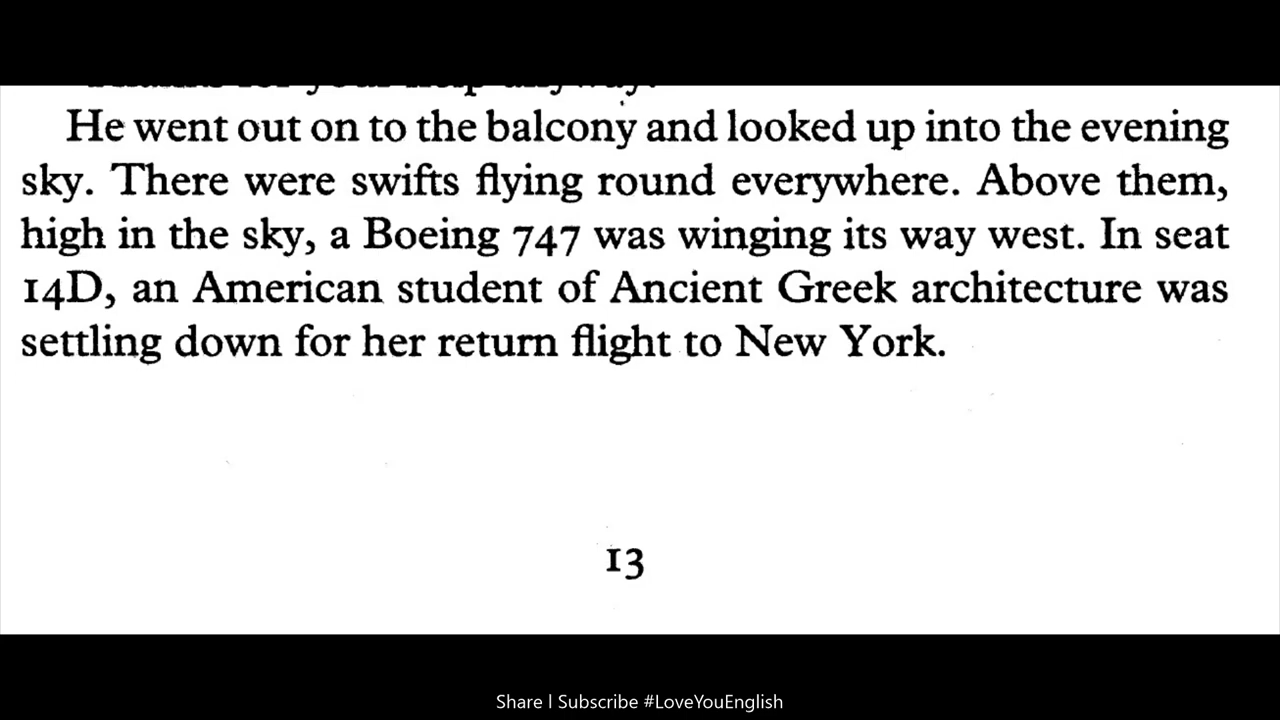 He went out on to the balcony and looked up into the evening
sky. There were swifts flying round everywhere. Above them,
high in the sky, a Boeing 747 was winging its way west. In seat
14D, an American student of Ancient Greek architecture was
settling down for her return flight to New York.
13
Share | Subscribe #LoveYouEnglish